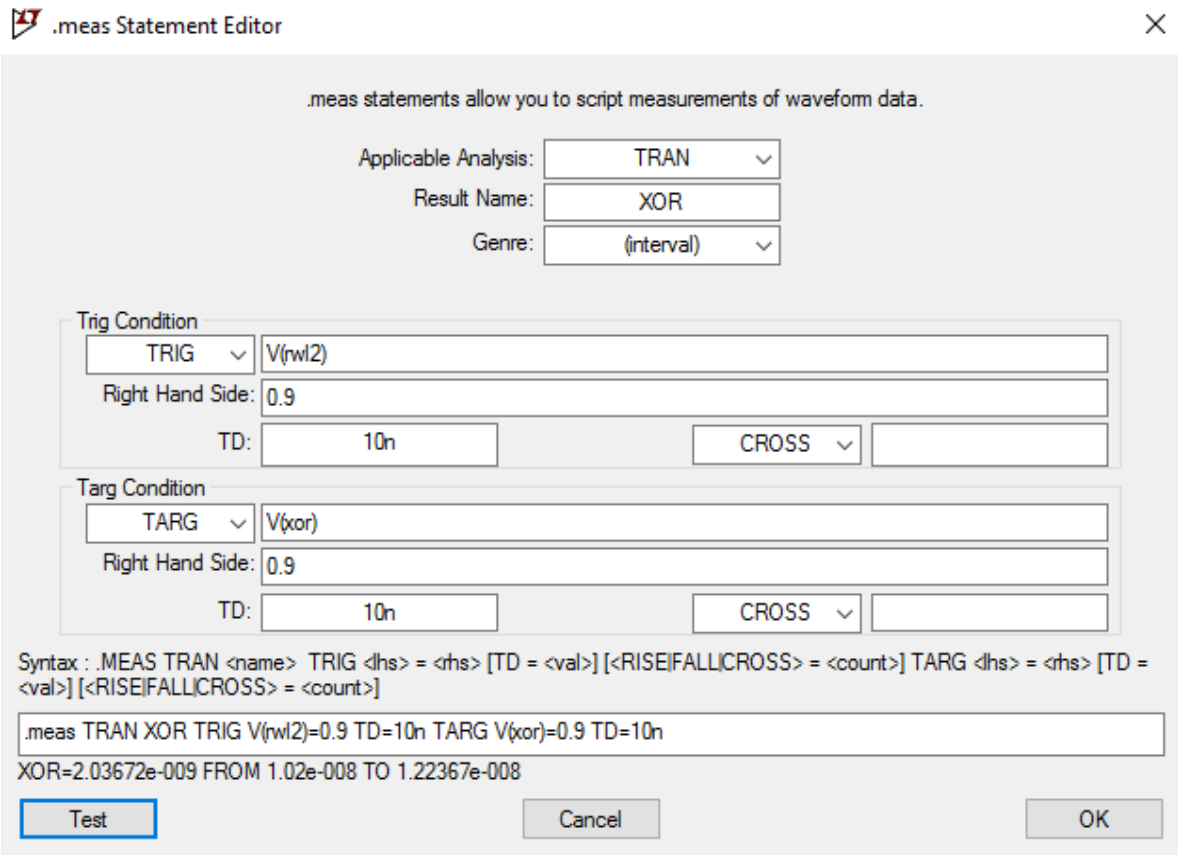 .meas Statement Editor
.meas statements allow you to script measurements of waveform data.
Applicable Analysis: TRAN
Result Name: XOR
Genre: (interval)
Trig Condition
TRIG V(rwl2)
Right Hand Side: 0.9
TD: 10n CROSS
Targ Condition
TARG V(xor)
Right Hand Side: 0.9
TD: 10n CROSS
Syntax : .MEAS TRAN <name>  TRIG <lhs> = <rhs> [TD = <val>] [<RISE|FALL|CROSS> = <count>] TARG <lhs> = <rhs> [TD =
<val>] [<RISE|FALL|CROSS> = <count>]
.meas TRAN XOR TRIG V(rwl2)=0.9 TD=10n TARG V(xor)=0.9 TD=10n
XOR=2.03672e-009 FROM 1.02e-008 TO 1.22367e-008
Test Cancel OK